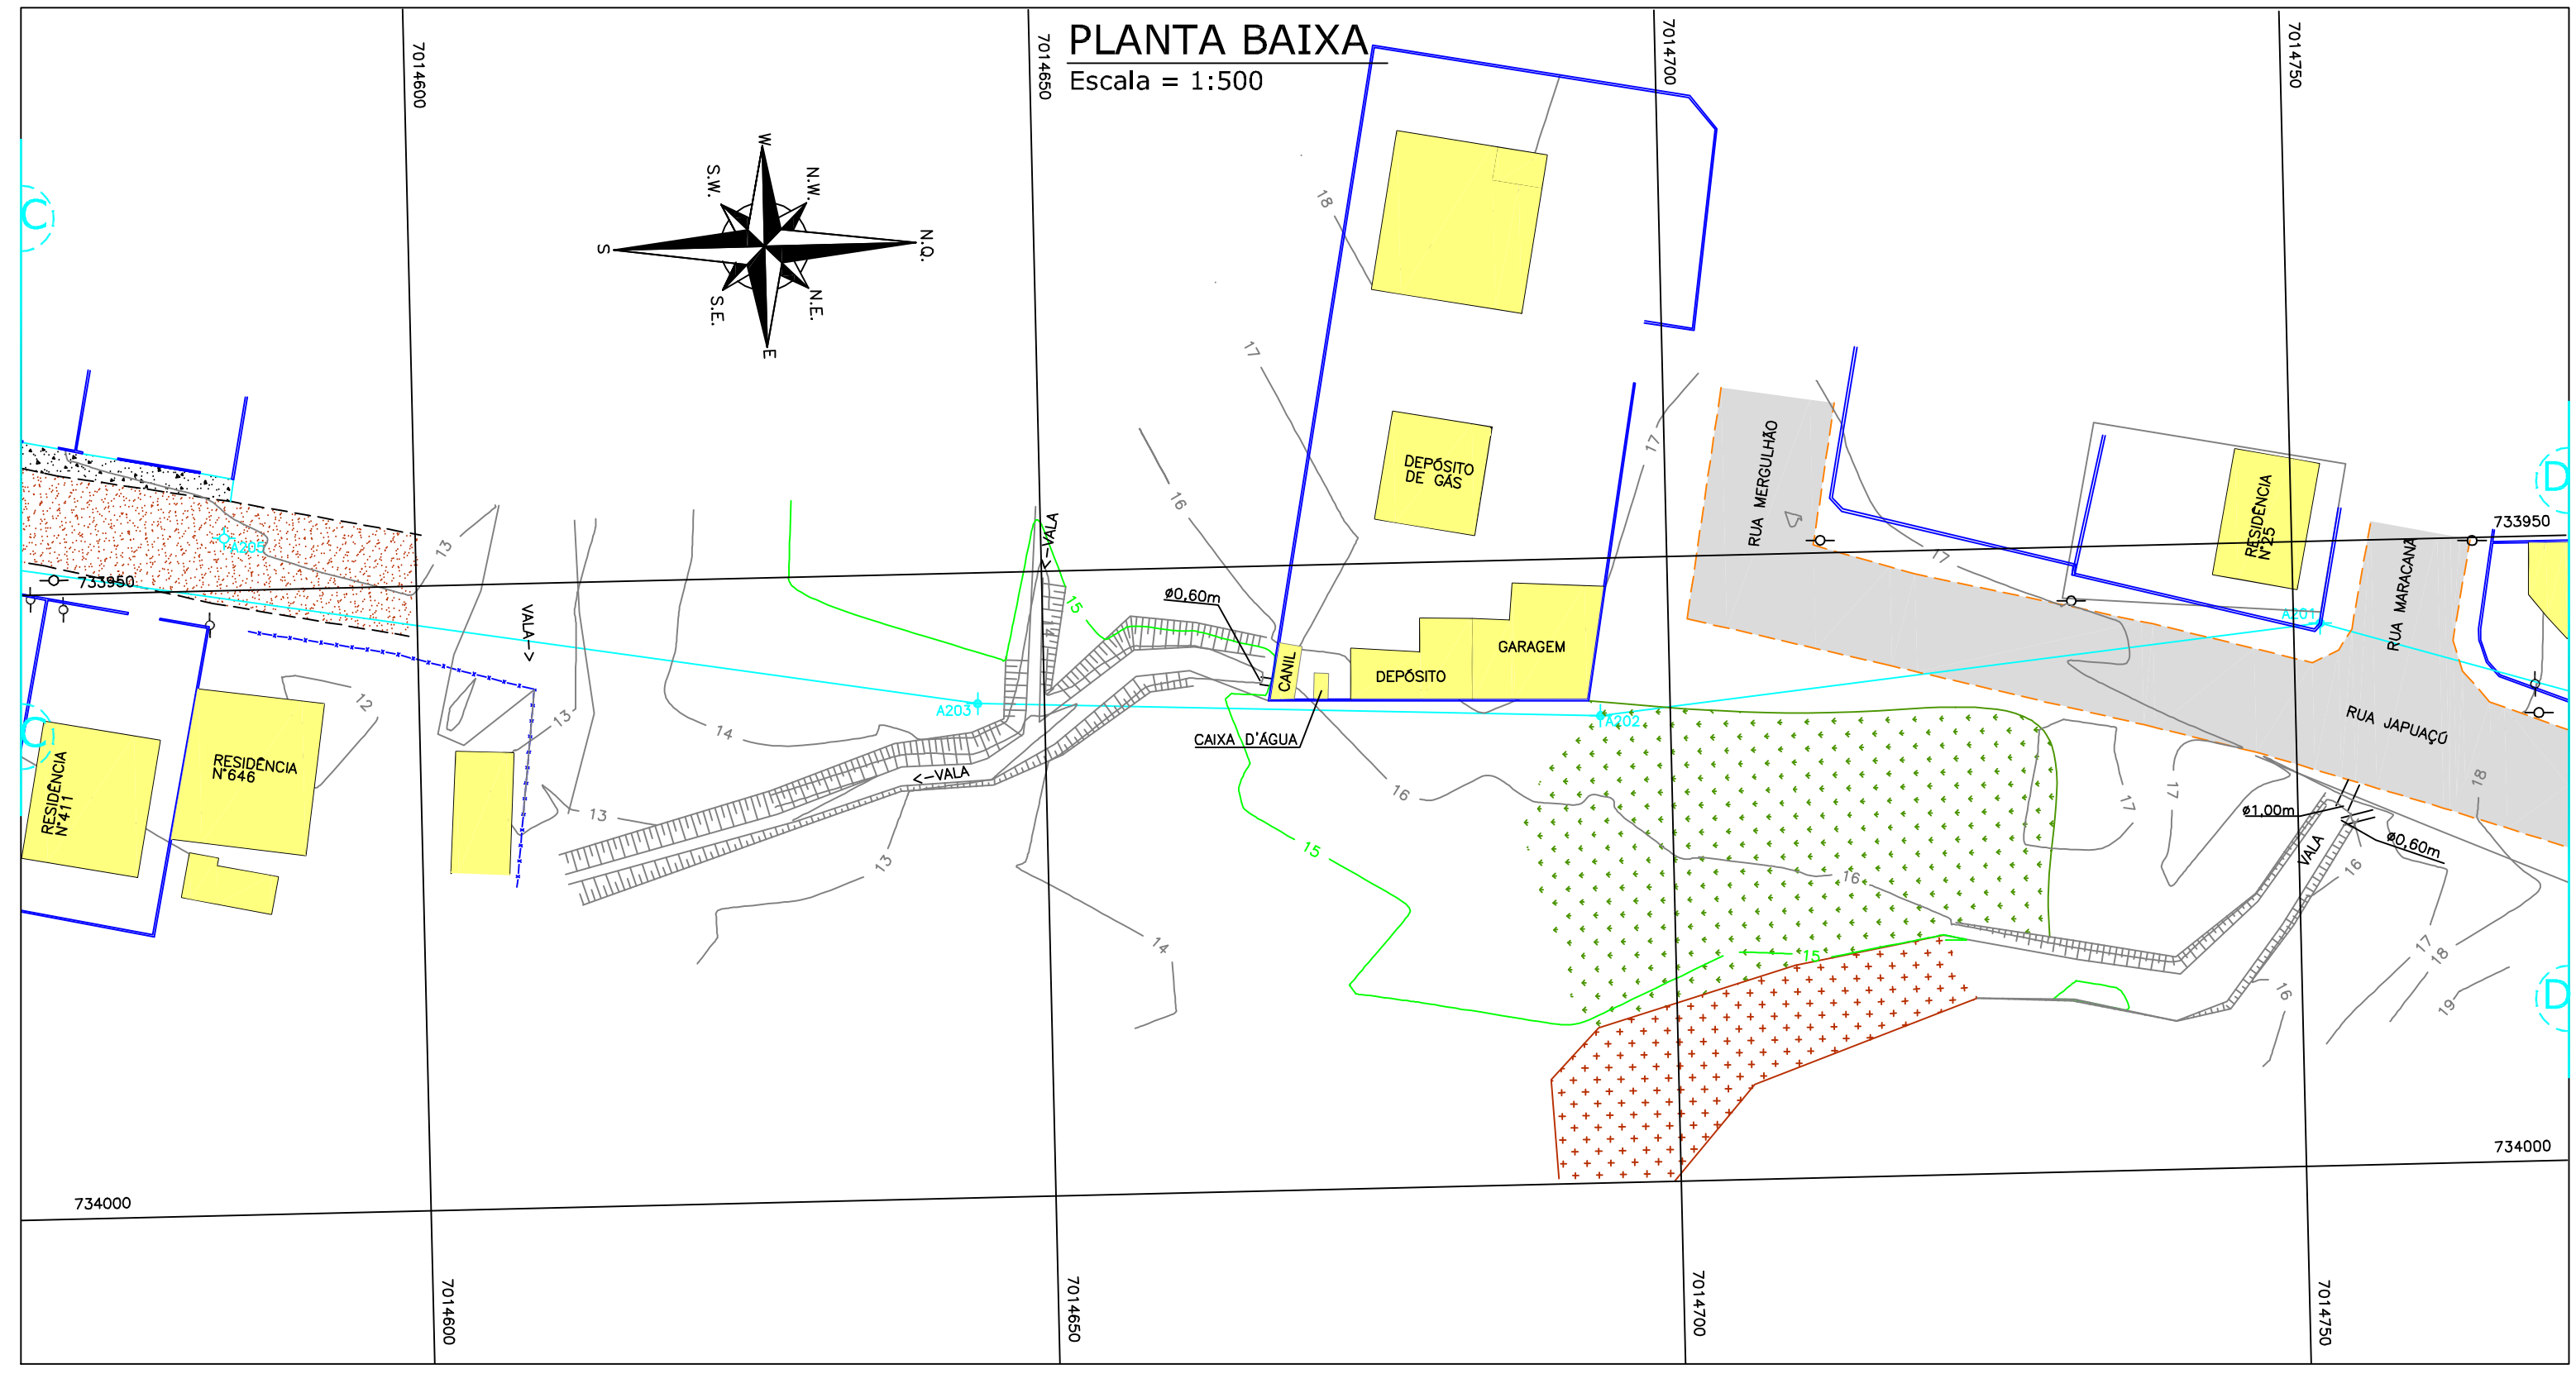 PLANTA BAIXA
Escala = 1:500
7014600
7014650
7014700
7014750
W
N.W.
N.Q.
N.E.
E
S.E.
S
S.W.
C
C
D
D
18
17
17
16
DEPÓSITO
DE GÁS
RUA MERGULHÃO
RESIDÊNCIA
N°25
RUA MARACANÃ
733950
17
A205
13
733950
VALA->
<-VALA
15
14
ø0,60m
CANIL
DEPÓSITO
GARAGEM
A201
RUA JAPUAÇÚ
A203
A202
CAIXA D'ÁGUA
12
13
14
<-VALA
RESIDÊNCIA
N°646
RESIDÊNCIA
N°411
13
13
14
15
16
16
15
17
17
18
ø1,00m
ø0,60m
VALA
16
16
17
18
19
734000
734000
7014600
7014650
7014700
7014750